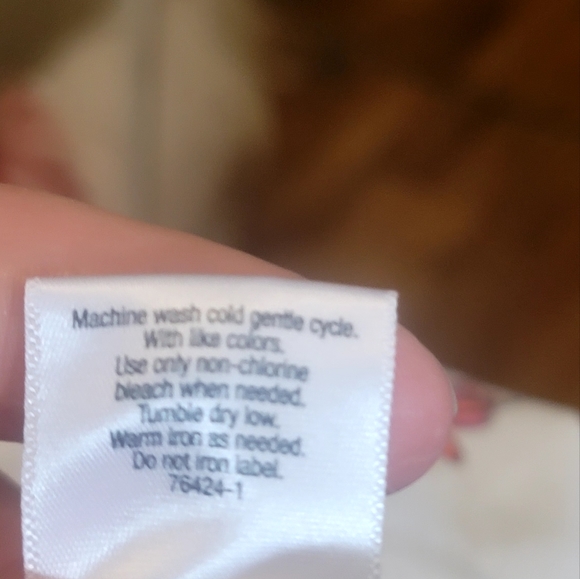 Machine wash cold gentle cycle.
With like colors.
Use only non-chlorine
bleach when needed.
Tumble dry low.
Warm iron as needed.
Do not iron label.
76424-1